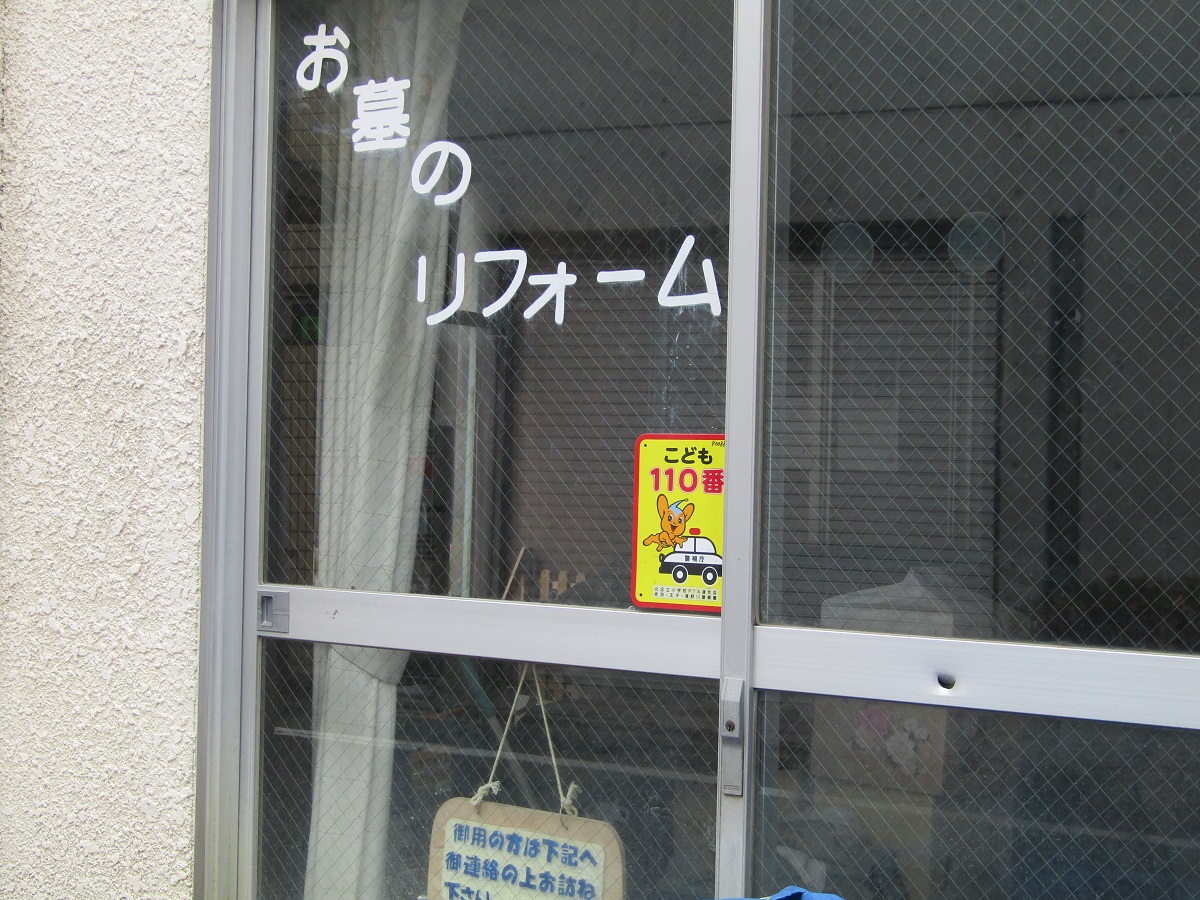 お墓の
リフォーム
こども
110番
警視庁
御用の方は下記へ
御連絡の上お訪ね
下さい